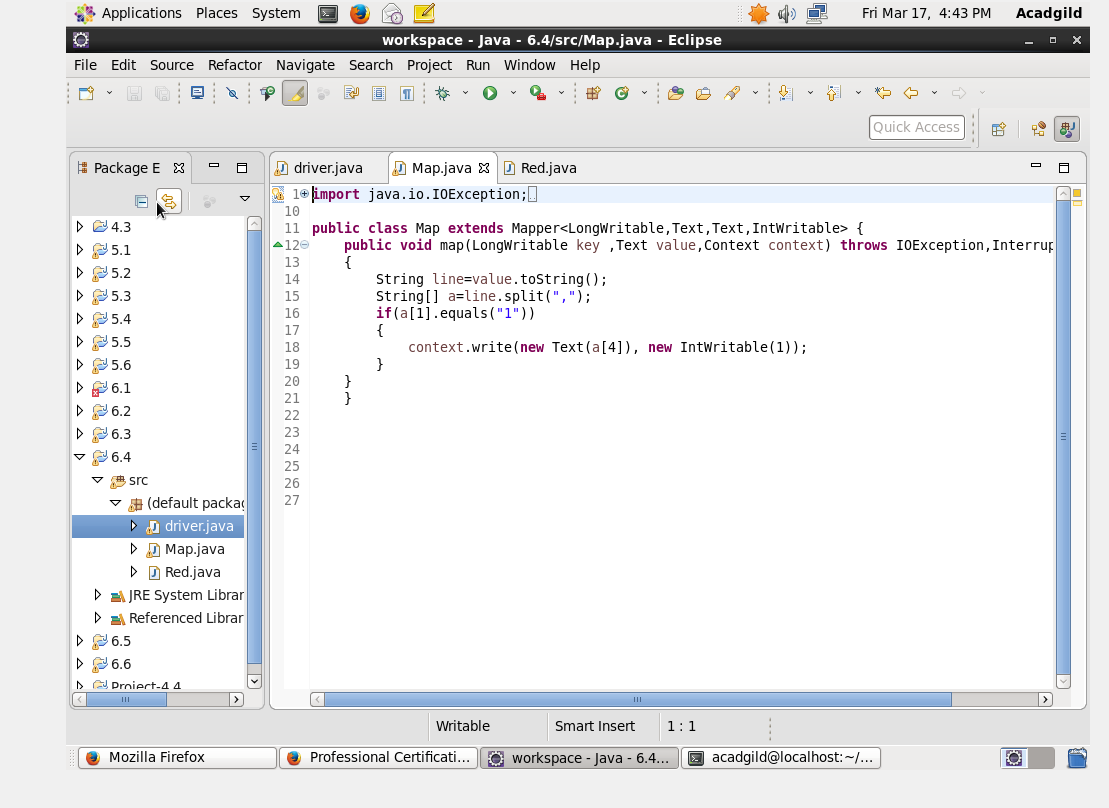 Applications Places System
Fri Mar 17, 4:43 PM Acadgild
workspace - Java - 6.4/src/Map.java - Eclipse
File Edit Source Refactor Navigate Search Project Run Window Help
Quick Access
Package E
driver.java Map.java Red.java
4.3
5.1
5.2
5.3
5.4
5.5
5.6
6.1
6.2
6.3
6.4
src
(default packag
driver.java
Map.java
Red.java
JRE System Librar
Referenced Librar
6.5
6.6
Project-4.4
1 import java.io.IOException;
10
11 public class Map extends Mapper<LongWritable,Text,Text,IntWritable> {
12 public void map(LongWritable key ,Text value,Context context) throws IOException,Interrup
13 {
14 String line=value.toString();
15 String[] a=line.split(",");
16 if(a[1].equals("1"))
17 {
18 context.write(new Text(a[4]), new IntWritable(1));
19 }
20 }
21 }
22
23
24
25
26
27
Writable Smart Insert 1 : 1
Mozilla Firefox Professional Certificati... workspace - Java - 6.4... acadgild@localhost:~/...